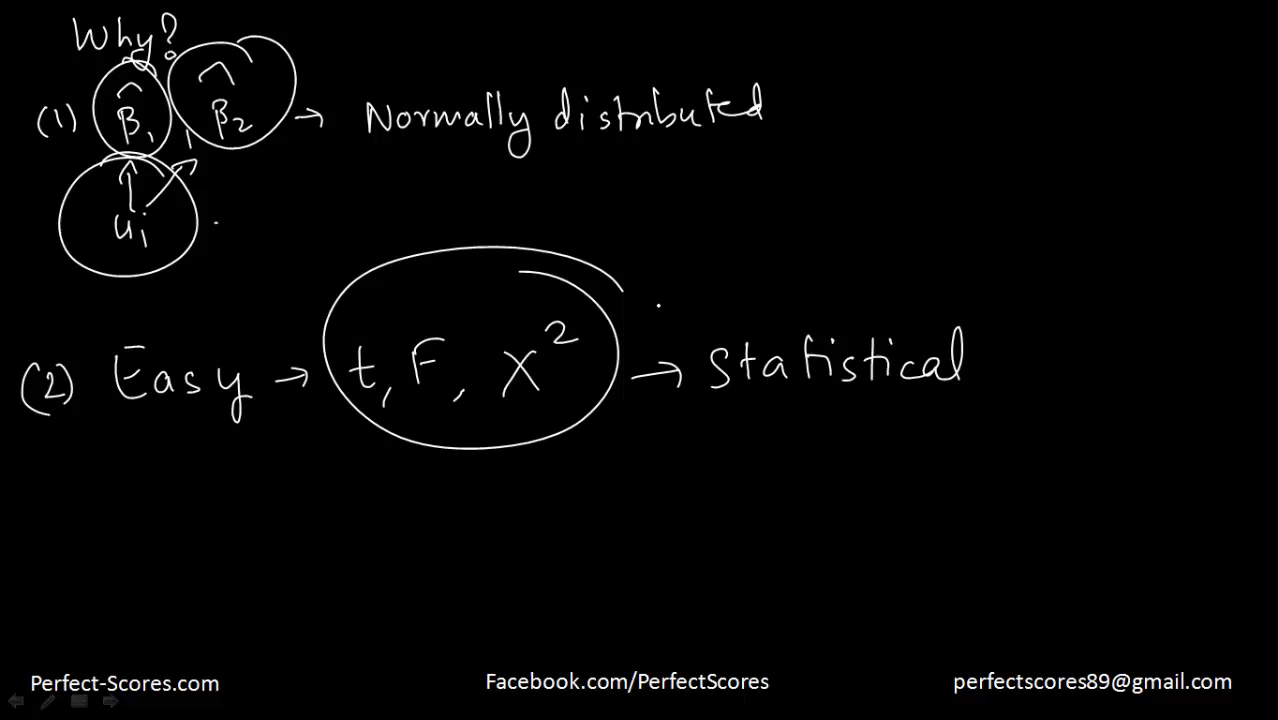 Why?
(1) β̂₁, β̂₂ → Normally distributed
uᵢ
(2) Easy → t, F, X² → Statistical
Perfect-Scores.com
Facebook.com/PerfectScores
perfectscores89@gmail.com